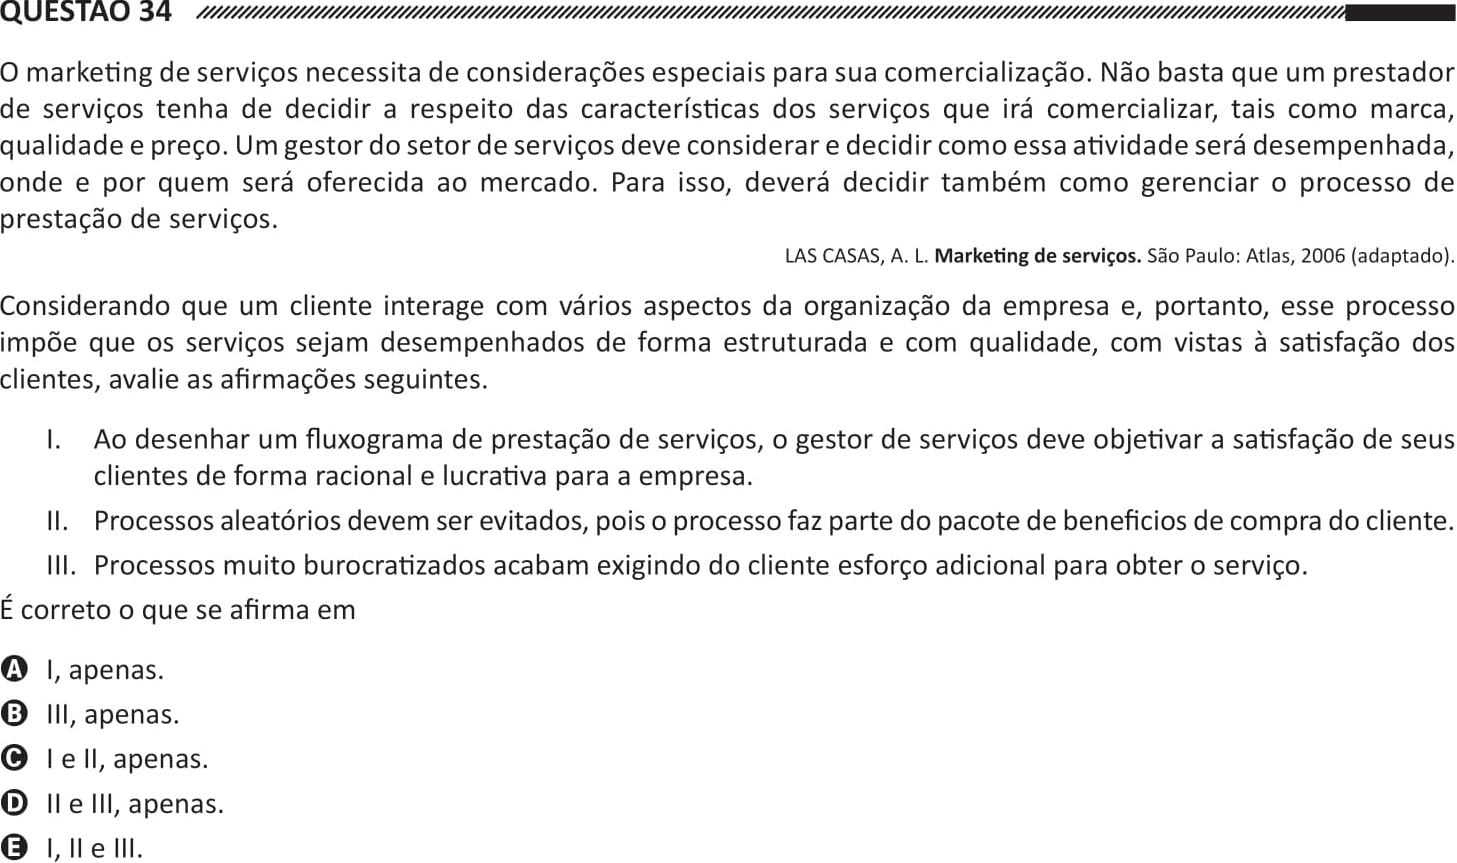 QUESTÃO 34
O marketing de serviços necessita de considerações especiais para sua comercialização. Não basta que um prestador
de serviços tenha de decidir a respeito das características dos serviços que irá comercializar, tais como marca,
qualidade e preço. Um gestor do setor de serviços deve considerar e decidir como essa atividade será desempenhada,
onde e por quem será oferecida ao mercado. Para isso, deverá decidir também como gerenciar o processo de
prestação de serviços.
LAS CASAS, A. L. Marketing de serviços. São Paulo: Atlas, 2006 (adaptado).
Considerando que um cliente interage com vários aspectos da organização da empresa e, portanto, esse processo
impõe que os serviços sejam desempenhados de forma estruturada e com qualidade, com vistas à satisfação dos
clientes, avalie as afirmações seguintes.
I. Ao desenhar um fluxograma de prestação de serviços, o gestor de serviços deve objetivar a satisfação de seus
clientes de forma racional e lucrativa para a empresa.
II. Processos aleatórios devem ser evitados, pois o processo faz parte do pacote de benefícios de compra do cliente.
III. Processos muito burocratizados acabam exigindo do cliente esforço adicional para obter o serviço.
É correto o que se afirma em
A I, apenas.
B III, apenas.
C I e II, apenas.
D II e III, apenas.
E I, II e III.